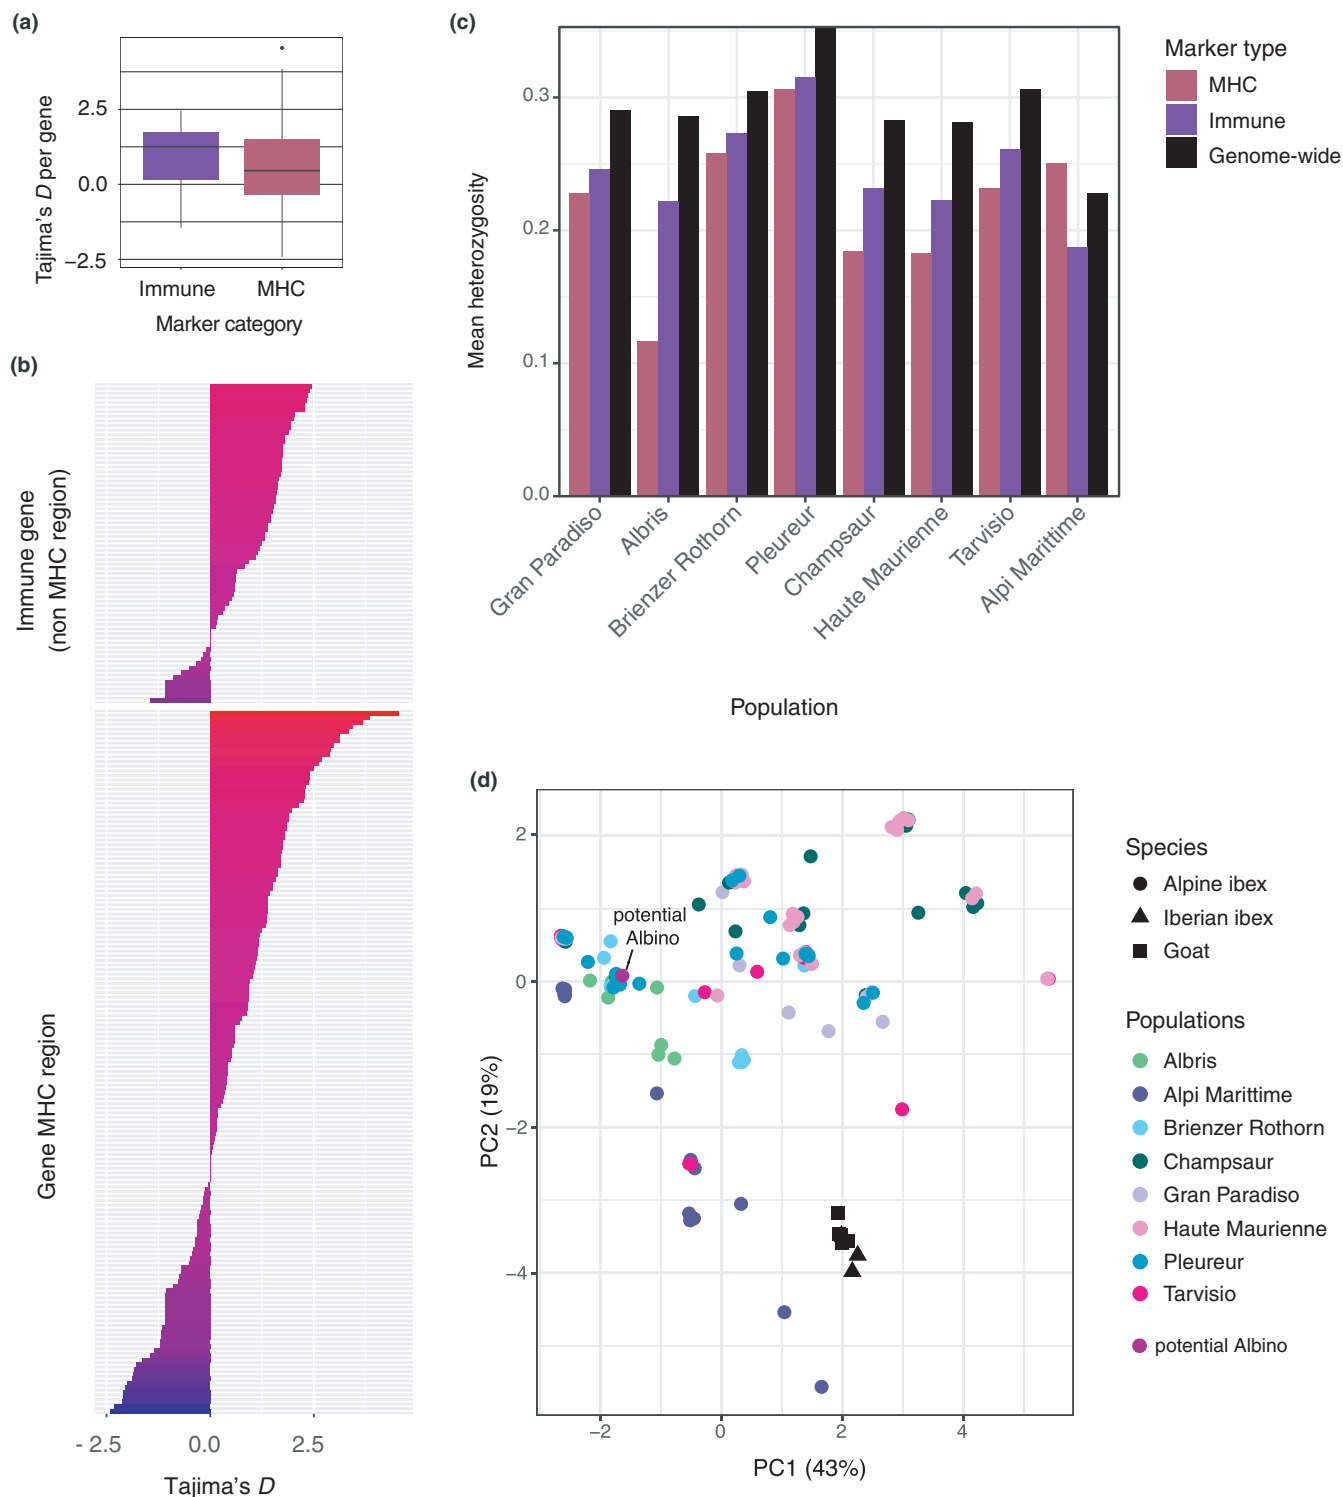 (a)
Tajima's D per gene
2.5
0.0
−2.5
Immune
MHC
Marker category
(b)
Immune gene
(non MHC region)
Gene MHC region
- 2.5
0.0
2.5
Tajima's D
(c)
Mean heterozygosity
0.3
0.2
0.1
0.0
Gran Paradiso
Albris
Brienzer Rothorn
Pleureur
Champsaur
Haute Maurienne
Tarvisio
Alpi Marittime
Population
Marker type
MHC
Immune
Genome-wide
(d)
PC2 (19%)
2
0
−2
−4
potential
Albino
−2
0
2
4
PC1 (43%)
Species
Alpine ibex
Iberian ibex
Goat
Populations
Albris
Alpi Marittime
Brienzer Rothorn
Champsaur
Gran Paradiso
Haute Maurienne
Pleureur
Tarvisio
potential Albino